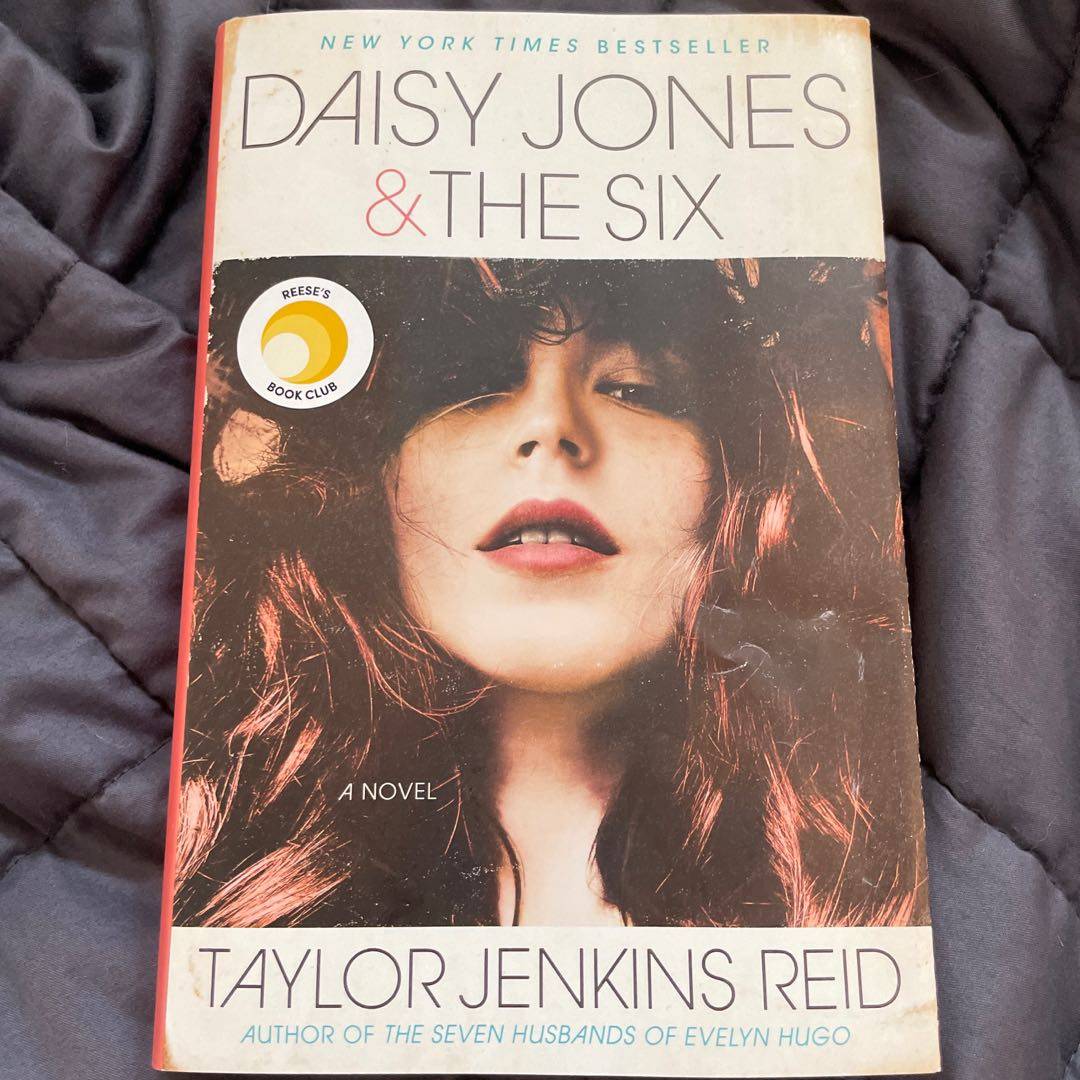 NEW YORK TIMES BESTSELLER
DAISY JONES
& THE SIX
REESE'S
BOOK CLUB
A NOVEL
TAYLOR JENKINS REID
AUTHOR OF THE SEVEN HUSBANDS OF EVELYN HUGO